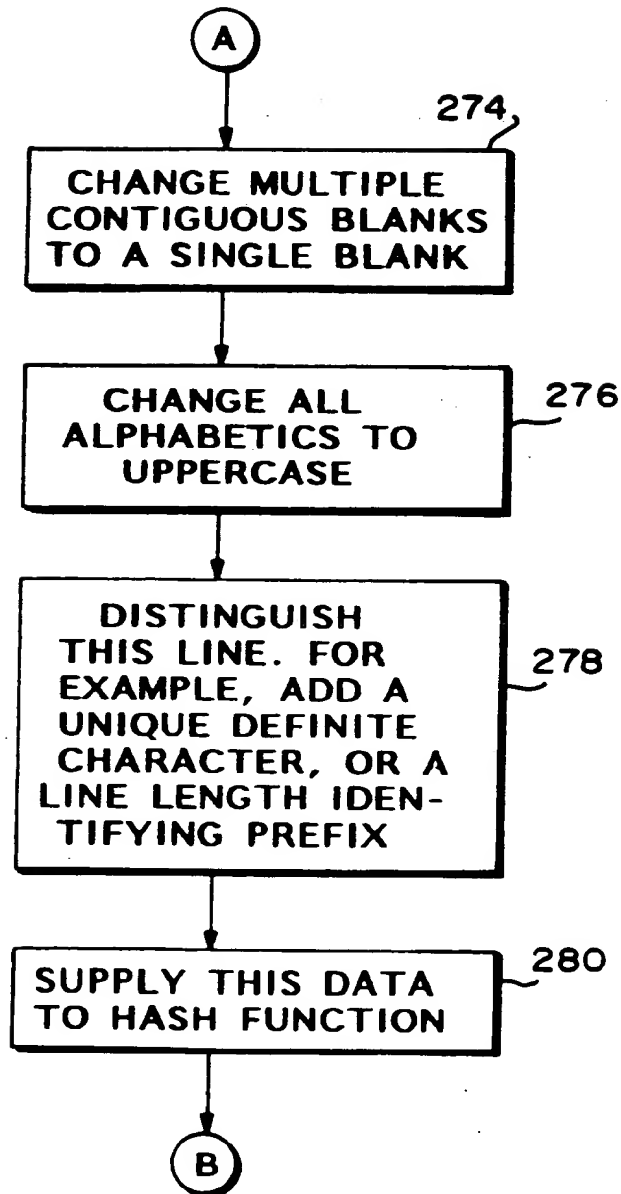 A
274
CHANGE MULTIPLE
CONTIGUOUS BLANKS
TO A SINGLE BLANK
276
CHANGE ALL
ALPHABETICS TO
UPPERCASE
278
DISTINGUISH
THIS LINE. FOR
EXAMPLE, ADD A
UNIQUE DEFINITE
CHARACTER, OR A
LINE LENGTH IDEN-
TIFYING PREFIX
280
SUPPLY THIS DATA
TO HASH FUNCTION
B